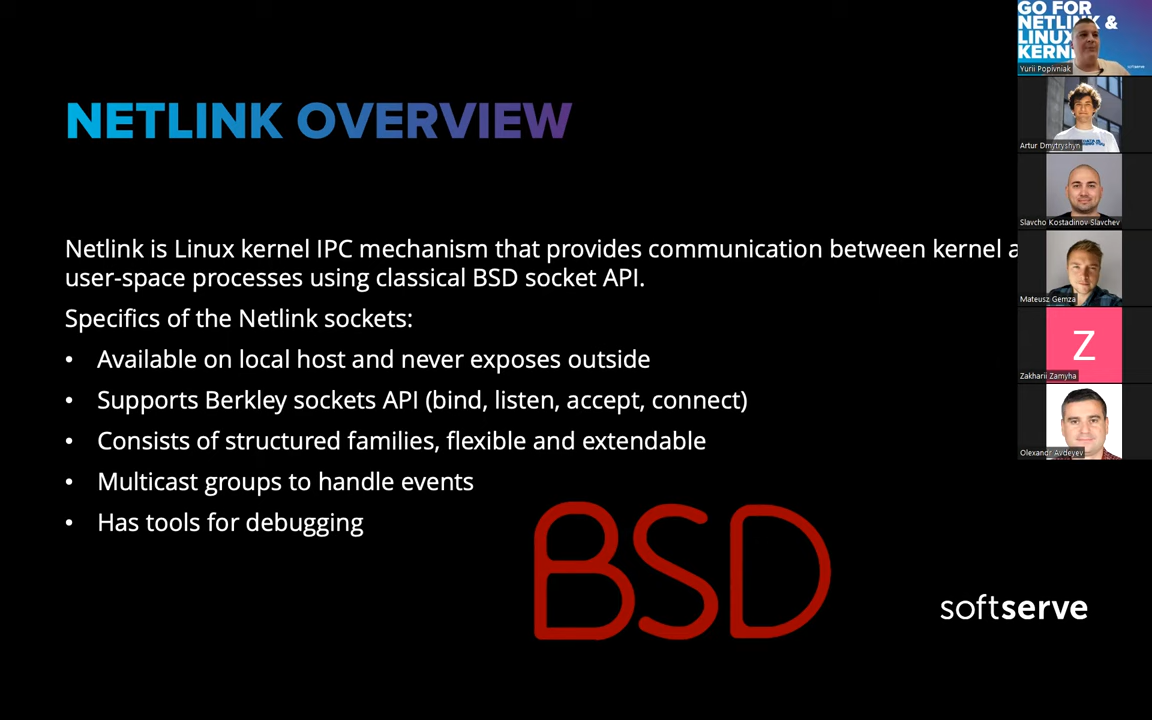 NETLINK OVERVIEW
Netlink is Linux kernel IPC mechanism that provides communication between kernel a
user-space processes using classical BSD socket API.
Specifics of the Netlink sockets:
• Available on local host and never exposes outside
• Supports Berkley sockets API (bind, listen, accept, connect)
• Consists of structured families, flexible and extendable
• Multicast groups to handle events
• Has tools for debugging
BSD
softserve
GO FOR
NETLINK &
LINUX
KERN
softserve
Yurii Popivniak
Artur Dmytryshyn
Slavcho Kostadinov Slavchev
Mateusz Gemza
Z
Zakharii Zamyha
Olexandr Avdeyev